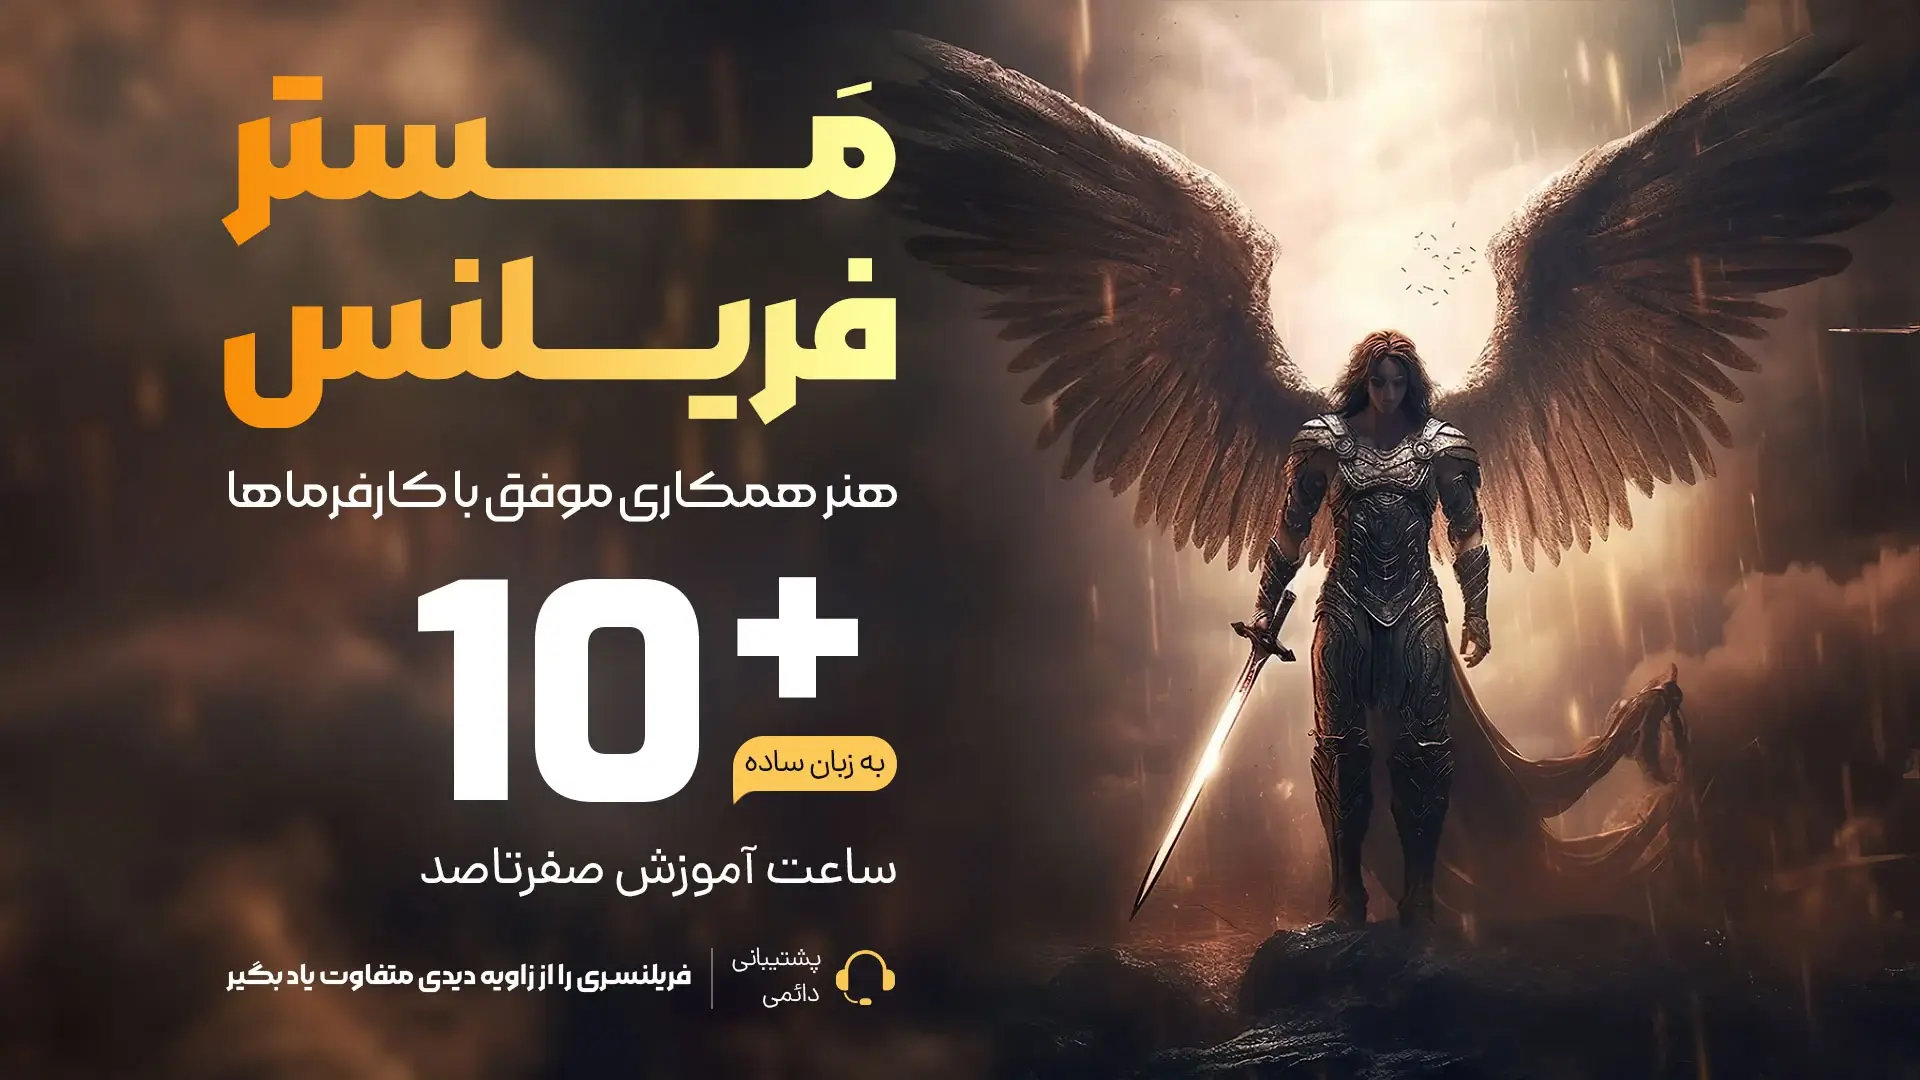 مَستر
فریلنس
هنر همکاری موفق با کارفرماها
+10
به زبان ساده
ساعت آموزش صفرتاصد
پشتیبانی
دائمی
فریلنسری را از زاویه دیدی متفاوت یاد بگیر